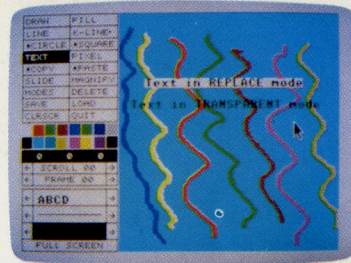 DRAW FILL
LINE K-LINE
*CIRCLE *SQUARE
TEXT PIXEL
*COPY *PASTE
SLIDE MAGNIFY
MODES DELETE
SAVE LOAD
CURSOR QUIT
SCROLL 00
FRAME 00
ABCD
FULL SCREEN
Text in REPLACE mode
Text in TRANSPARENT mode